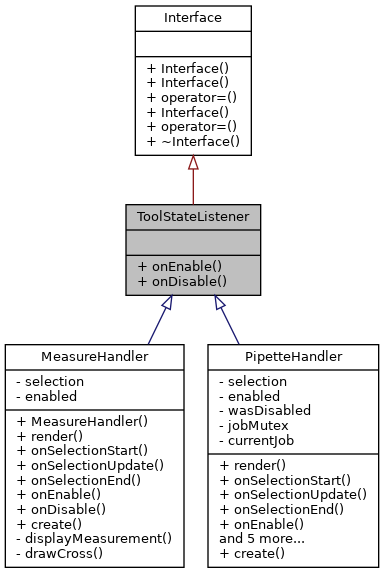 Interface
+ Interface()
+ Interface()
+ operator=()
+ Interface()
+ operator=()
+ ~Interface()
ToolStateListener
+ onEnable()
+ onDisable()
MeasureHandler
- selection
- enabled
+ MeasureHandler()
+ render()
+ onSelectionStart()
+ onSelectionUpdate()
+ onSelectionEnd()
+ onEnable()
+ onDisable()
+ create()
- displayMeasurement()
- drawCross()
PipetteHandler
- selection
- enabled
- wasDisabled
- jobMutex
- currentJob
+ render()
+ onSelectionStart()
+ onSelectionUpdate()
+ onSelectionEnd()
+ onEnable()
and 5 more...
+ create()